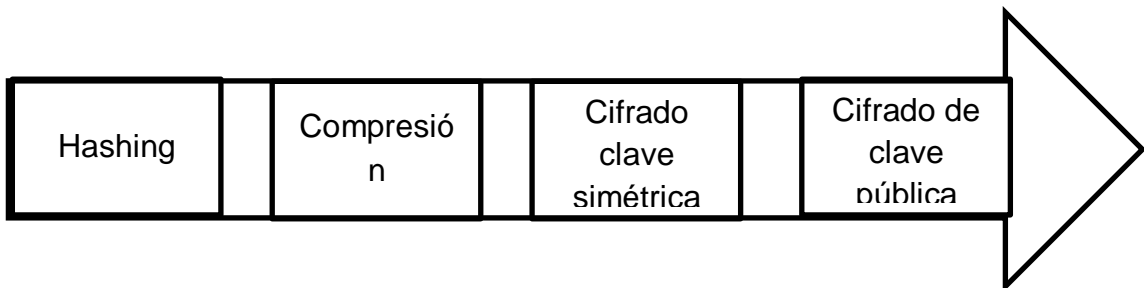 Hashing
Compresió
n
Cifrado
clave
simétrica
Cifrado de
clave
pública